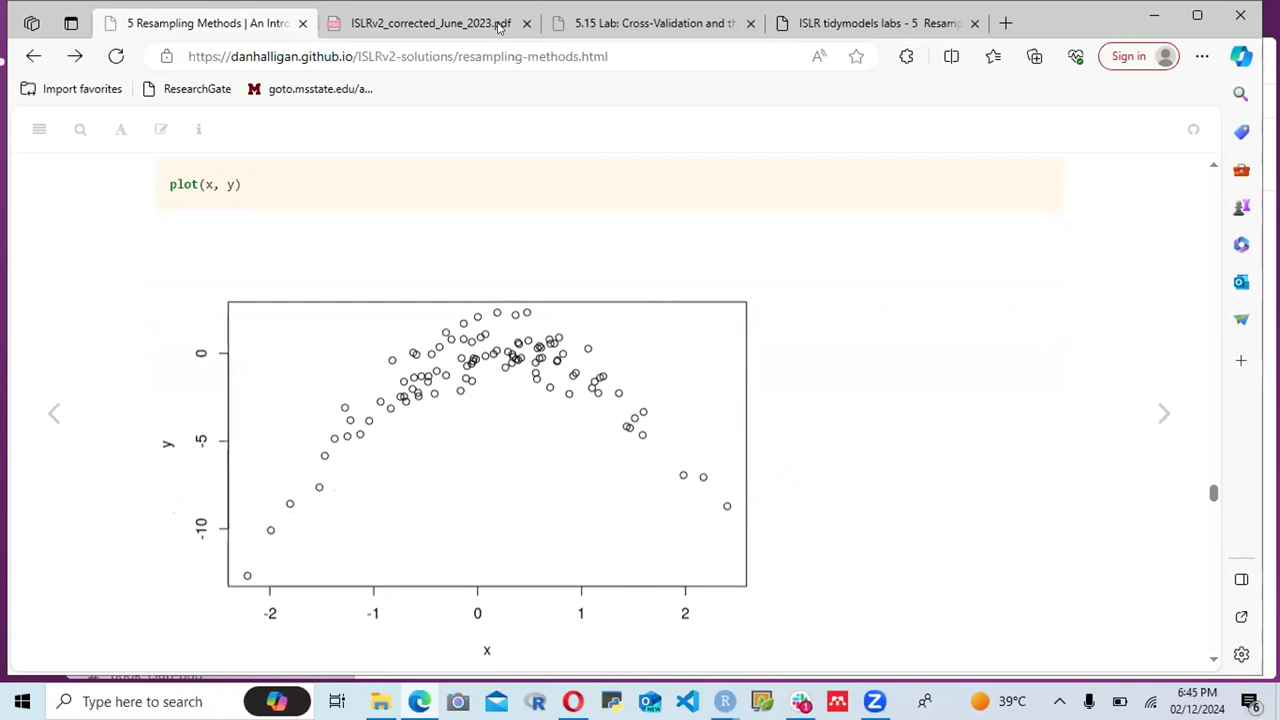 5 Resampling Methods | An Intro
ISLRv2_corrected_June_2023.pdf
5.15 Lab: Cross-Validation and th
ISLR tidymodels labs - 5 Resamp
https://danhalligan.github.io/ISLRv2-solutions/resampling-methods.html
Sign in
Import favorites
ResearchGate
goto.msstate.edu/a...
plot(x, y)
0
-5
-10
y
-2
-1
0
1
2
x
Type here to search
39°C
6:45 PM
02/12/2024